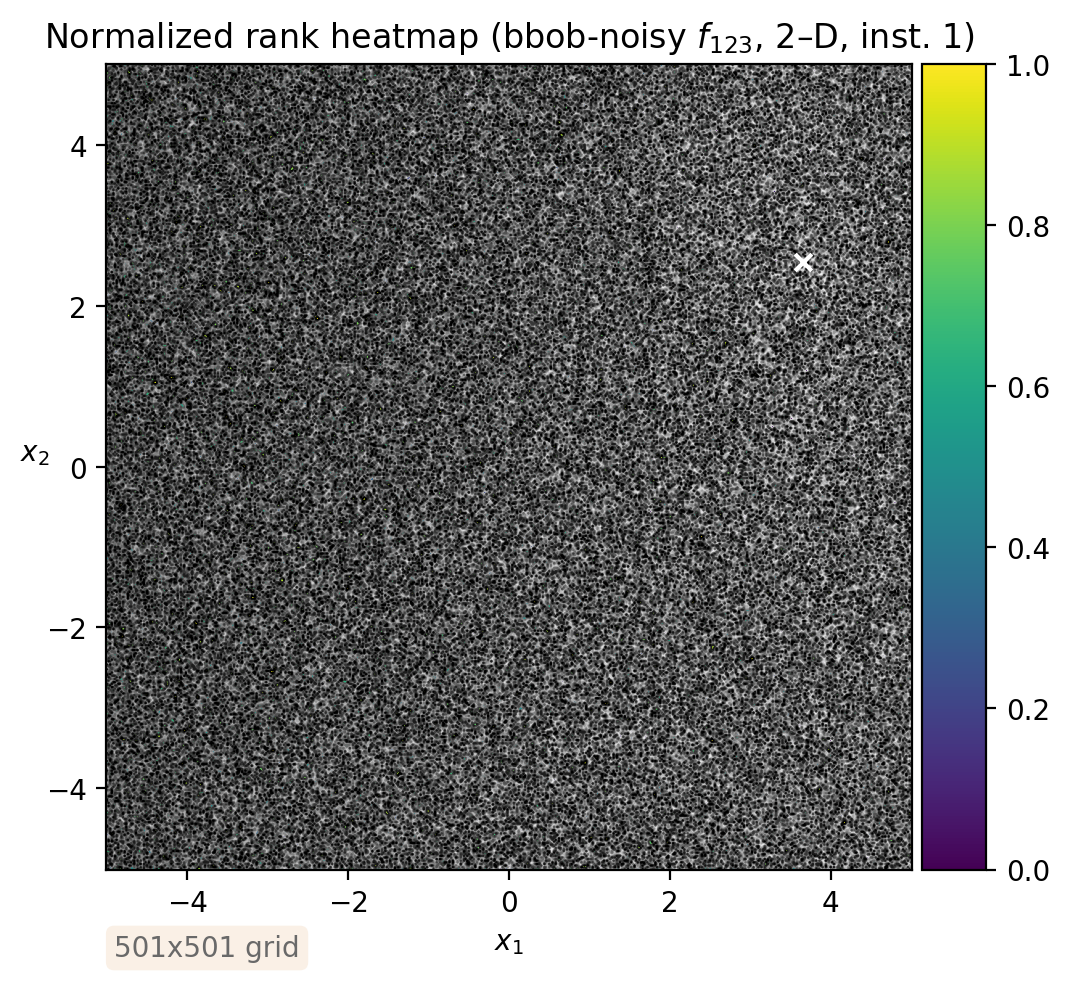 Normalized rank heatmap (bbob-noisy f₁₂₃, 2–D, inst. 1)
1.0
4
0.8
2
0.6
x₂
0
0.4
−2
0.2
−4
0.0
−4 −2 0 2 4
501x501 grid
x₁